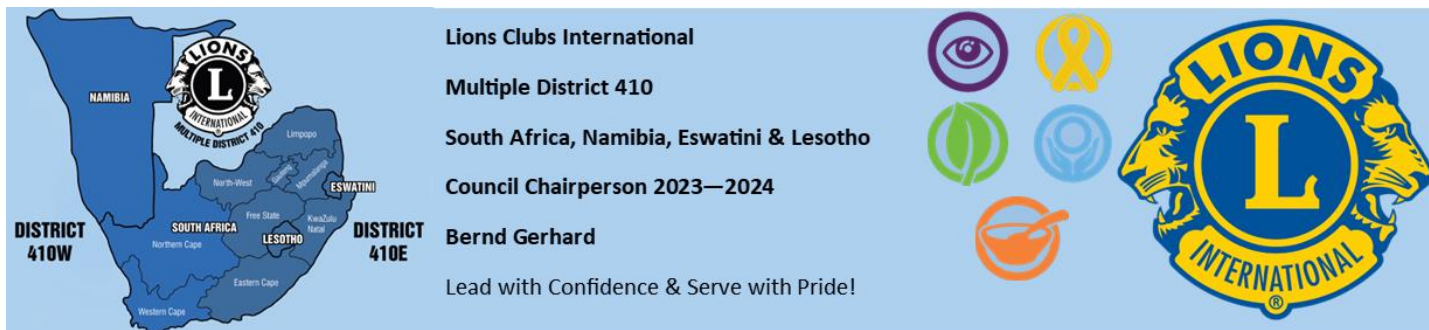 NAMIBIA
LIONS
L
INTERNATIONAL
®
MULTIPLE DISTRICT 410
Limpopo
North-West
Gauteng
Mpumalanga
ESWATINI
SOUTH AFRICA
Free State
KwaZulu
Natal
LESOTHO
DISTRICT
410W
DISTRICT
410E
Northern Cape
Eastern Cape
Western Cape
Lions Clubs International
Multiple District 410
South Africa, Namibia, Eswatini & Lesotho
Council Chairperson 2023—2024
Bernd Gerhard
Lead with Confidence & Serve with Pride!
LIONS
L
INTERNATIONAL
®